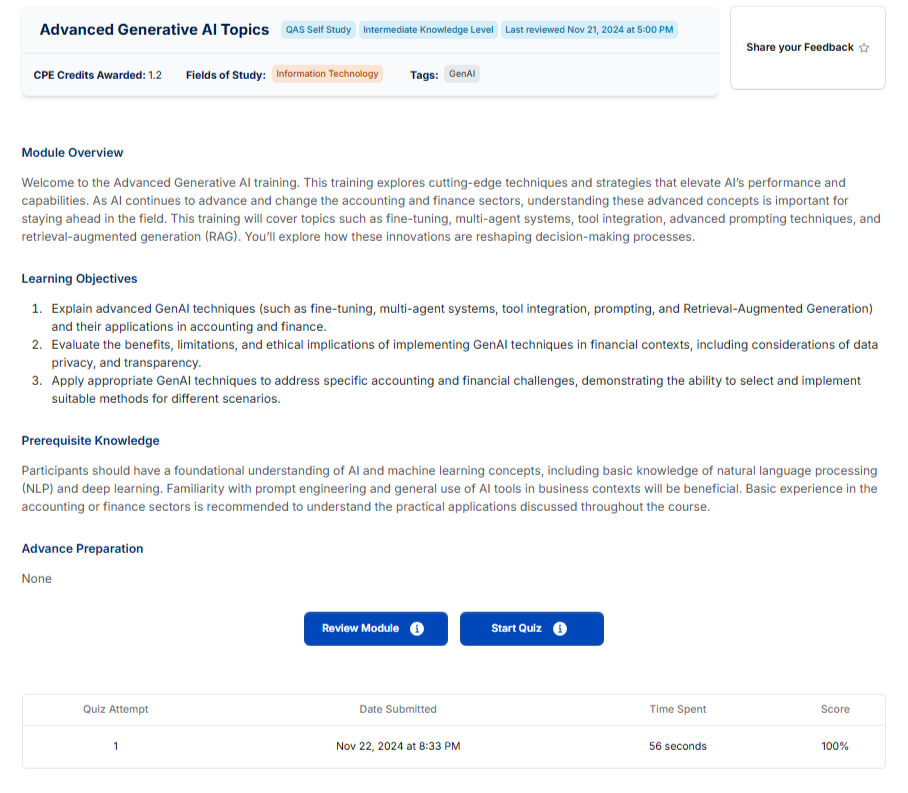 Advanced Generative AI Topics QAS Self Study Intermediate Knowledge Level Last reviewed Nov 21, 2024 at 5:00 PM
Share your Feedback
CPE Credits Awarded: 1.2 Fields of Study: Information Technology Tags: GenAI
Module Overview
Welcome to the Advanced Generative AI training. This training explores cutting-edge techniques and strategies that elevate AI's performance and
capabilities. As AI continues to advance and change the accounting and finance sectors, understanding these advanced concepts is important for
staying ahead in the field. This training will cover topics such as fine-tuning, multi-agent systems, tool integration, advanced prompting techniques, and
retrieval-augmented generation (RAG). You'll explore how these innovations are reshaping decision-making processes.
Learning Objectives
1. Explain advanced GenAI techniques (such as fine-tuning, multi-agent systems, tool integration, prompting, and Retrieval-Augmented Generation)
and their applications in accounting and finance.
2. Evaluate the benefits, limitations, and ethical implications of implementing GenAI techniques in financial contexts, including considerations of data
privacy, and transparency.
3. Apply appropriate GenAI techniques to address specific accounting and financial challenges, demonstrating the ability to select and implement
suitable methods for different scenarios.
Prerequisite Knowledge
Participants should have a foundational understanding of AI and machine learning concepts, including basic knowledge of natural language processing
(NLP) and deep learning. Familiarity with prompt engineering and general use of AI tools in business contexts will be beneficial. Basic experience in the
accounting or finance sectors is recommended to understand the practical applications discussed throughout the course.
Advance Preparation
None
Review Module Start Quiz
Quiz Attempt Date Submitted Time Spent Score
1 Nov 22, 2024 at 8:33 PM 56 seconds 100%